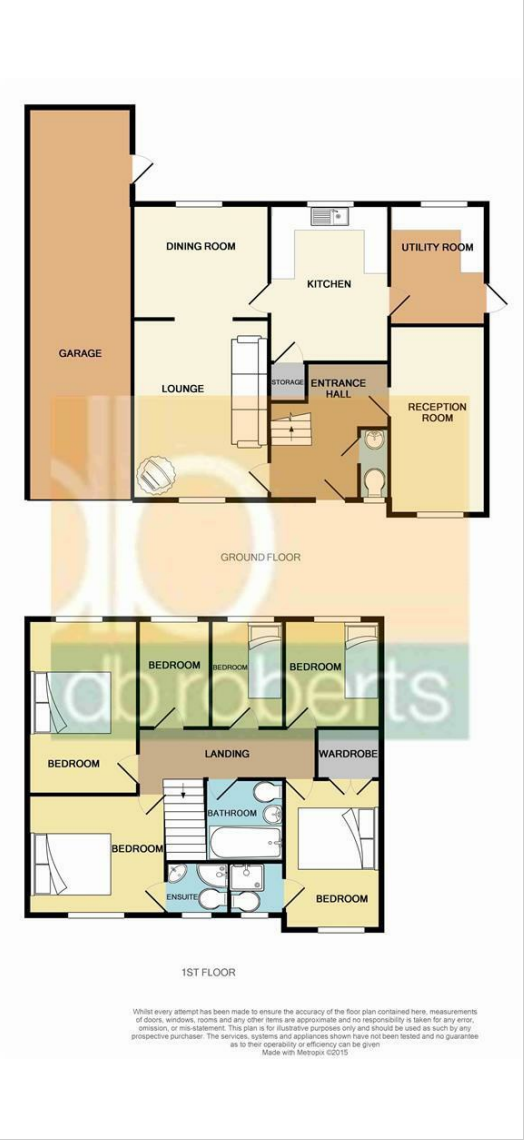 DINING ROOM
UTILITY ROOM
KITCHEN
GARAGE
STORAGE
ENTRANCE
HALL
LOUNGE
RECEPTION
ROOM
GROUND FLOOR
db roberts
BEDROOM
BEDROOM
BEDROOM
BEDROOM
LANDING
WARDROBE
BATHROOM
BEDROOM
ENSUITE
BEDROOM
1ST FLOOR
Whilst every attempt has been made to ensure the accuracy of the floor plan contained here, measurements
of doors, windows, rooms and any other items are approximate and no responsibility is taken for any error,
omission, or mis-statement. This plan is for illustrative purposes only and should be used as such by any
prospective purchaser. The services, systems and appliances shown have not been tested and no guarantee
as to their operability or efficiency can be given
Made with Metropix ©2015